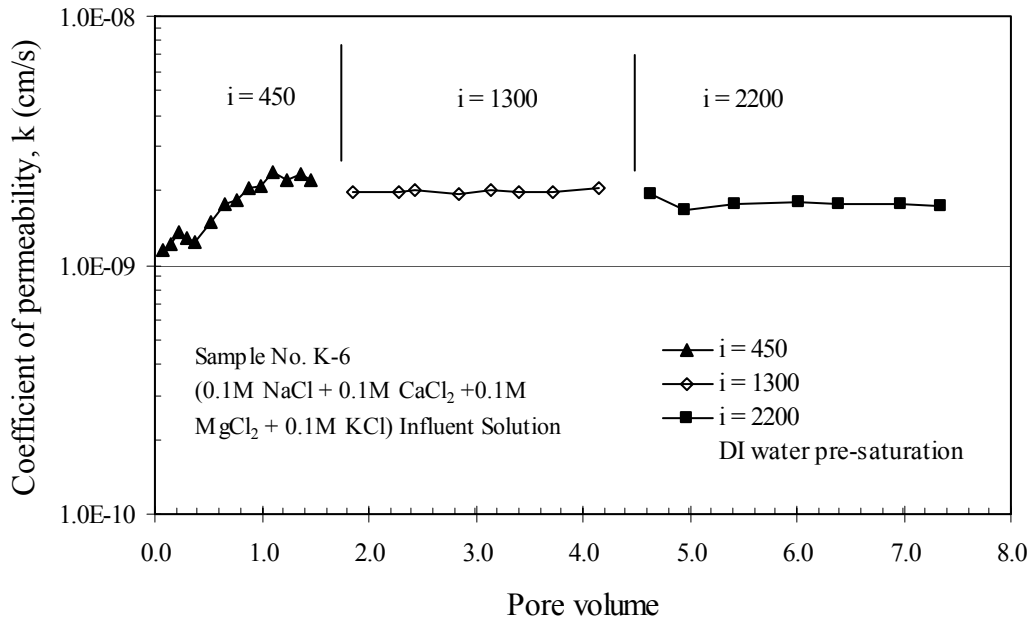 1.0E-08
i = 450
i = 1300
i = 2200
Coefficient of permeability, k (cm/s)
1.0E-09
Sample No. K-6
(0.1M NaCl + 0.1M CaCl₂ +0.1M
MgCl₂ + 0.1M KCl) Influent Solution
i = 450
i = 1300
i = 2200
DI water pre-saturation
1.0E-10
0.0 1.0 2.0 3.0 4.0 5.0 6.0 7.0 8.0
Pore volume